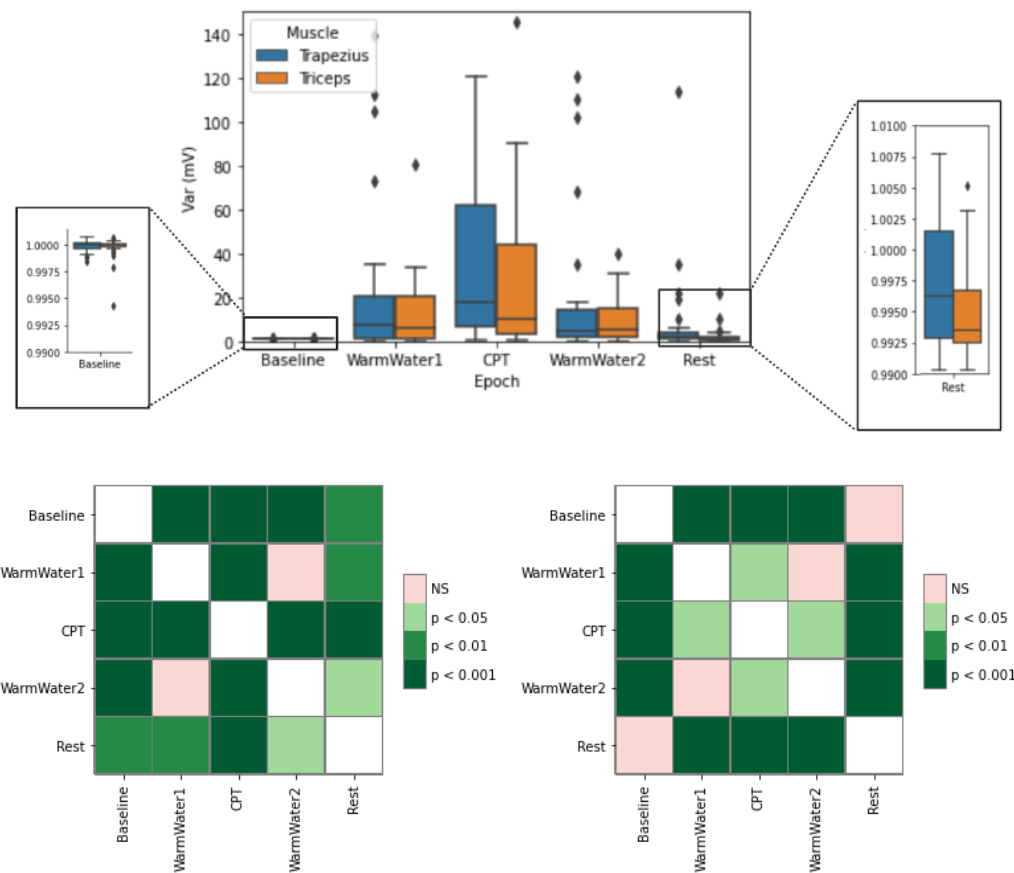 Var (mV)
140
120
100
80
60
40
20
0
Muscle
Trapezius
Triceps
Baseline
WarmWater1
CPT
WarmWater2
Rest
Epoch
1.0000
0.9975
0.9950
0.9925
0.9900
Baseline
1.0100
1.0075
1.0050
1.0025
1.0000
0.9975
0.9950
0.9925
0.9900
Rest
Baseline
WarmWater1
CPT
WarmWater2
Rest
Baseline
WarmWater1
CPT
WarmWater2
Rest
NS
p < 0.05
p < 0.01
p < 0.001
Baseline
WarmWater1
CPT
WarmWater2
Rest
Baseline
WarmWater1
CPT
WarmWater2
Rest
NS
p < 0.05
p < 0.01
p < 0.001